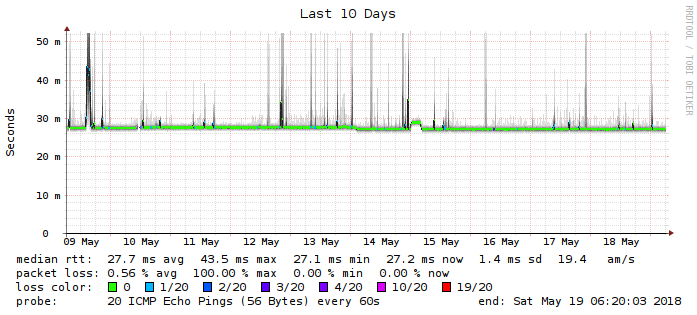 Last 10 Days
RRDTOOL / TOBI OETIKER
Seconds
50 m
40 m
30 m
20 m
10 m
0
09 May 10 May 11 May 12 May 13 May 14 May 15 May 16 May 17 May 18 May
median rtt: 27.7 ms avg 43.5 ms max 27.1 ms min 27.2 ms now 1.4 ms sd 19.4 am/s
packet loss: 0.56 % avg 100.00 % max 0.00 % min 0.00 % now
loss color: 0 1/20 2/20 3/20 4/20 10/20 19/20
probe: 20 ICMP Echo Pings (56 Bytes) every 60s end: Sat May 19 06:20:03 2018